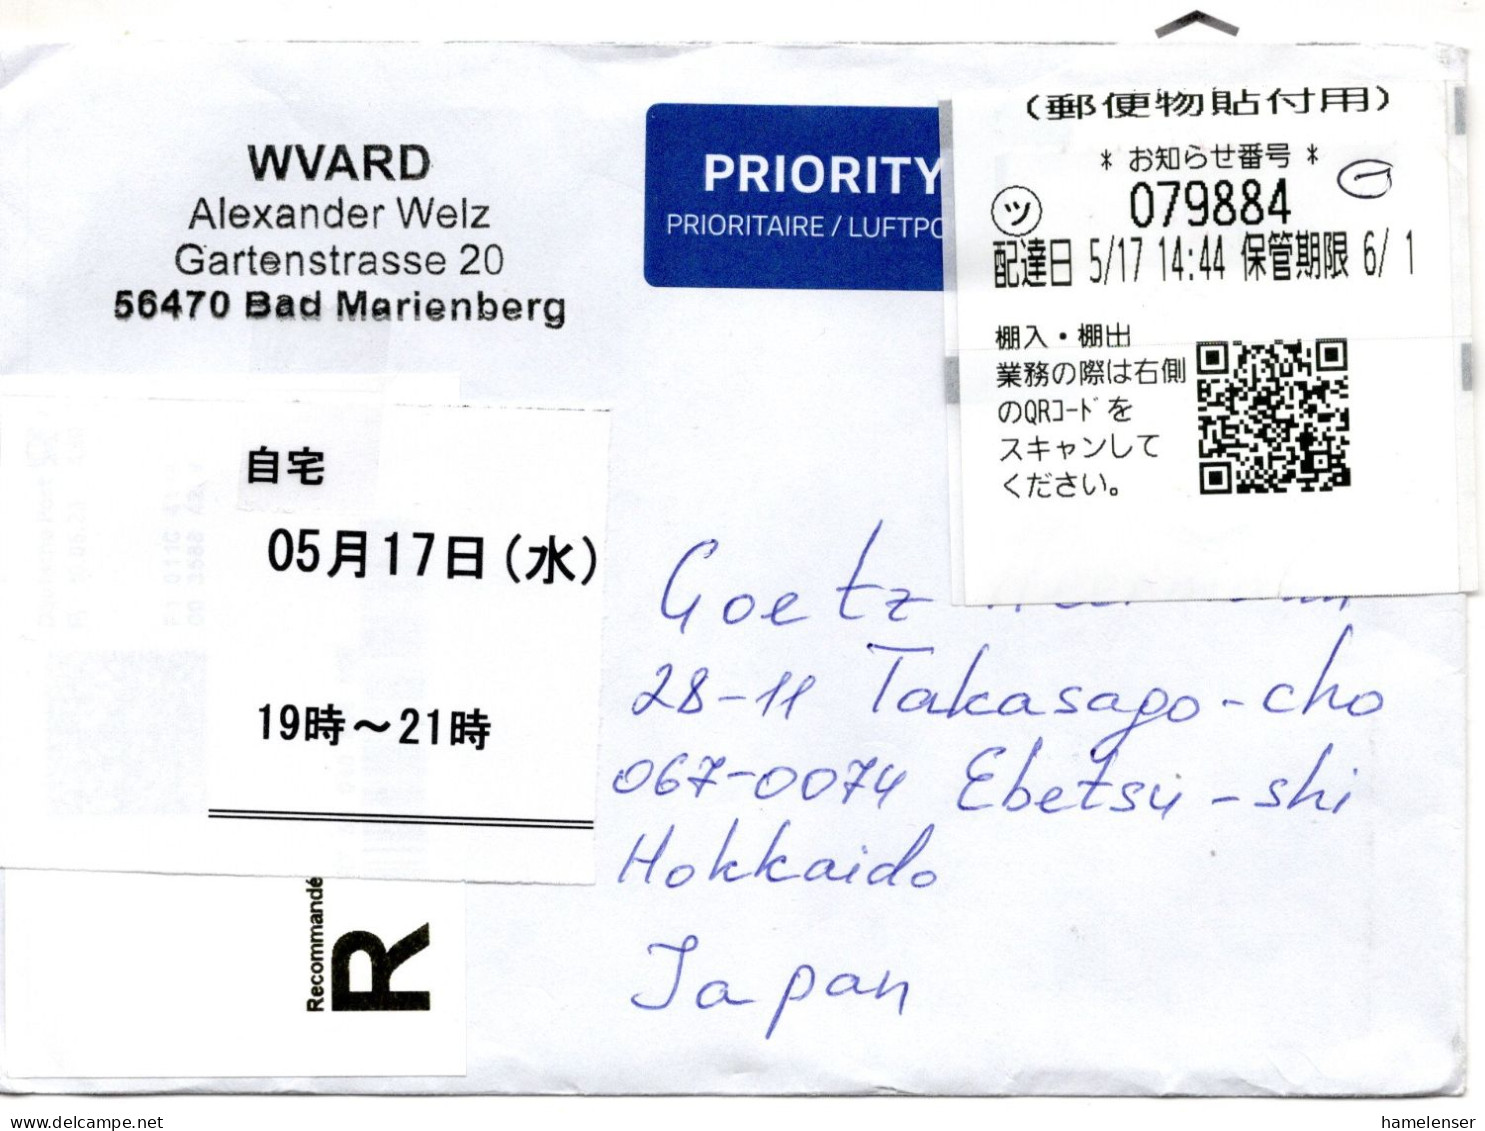 WVARD
Alexander Welz
Gartenstrasse 20
56470 Bad Marienberg
PRIORITY
PRIORITAIRE / LUFTPO
（郵便物貼付用）
* お知らせ番号 *
079884
ツ
配達日 5/17 14:44 保管期限 6/ 1
棚入・棚出
業務の際は右側
のQRコードを
スキャンして
ください。
自宅
05月17日(水)
19時～21時
Recommandé
R
Goetz
28-11 Takasago-cho
067-0074 Ebetsu-shi
Hokkaido
Japan
www.delcampe.net
hamelenser